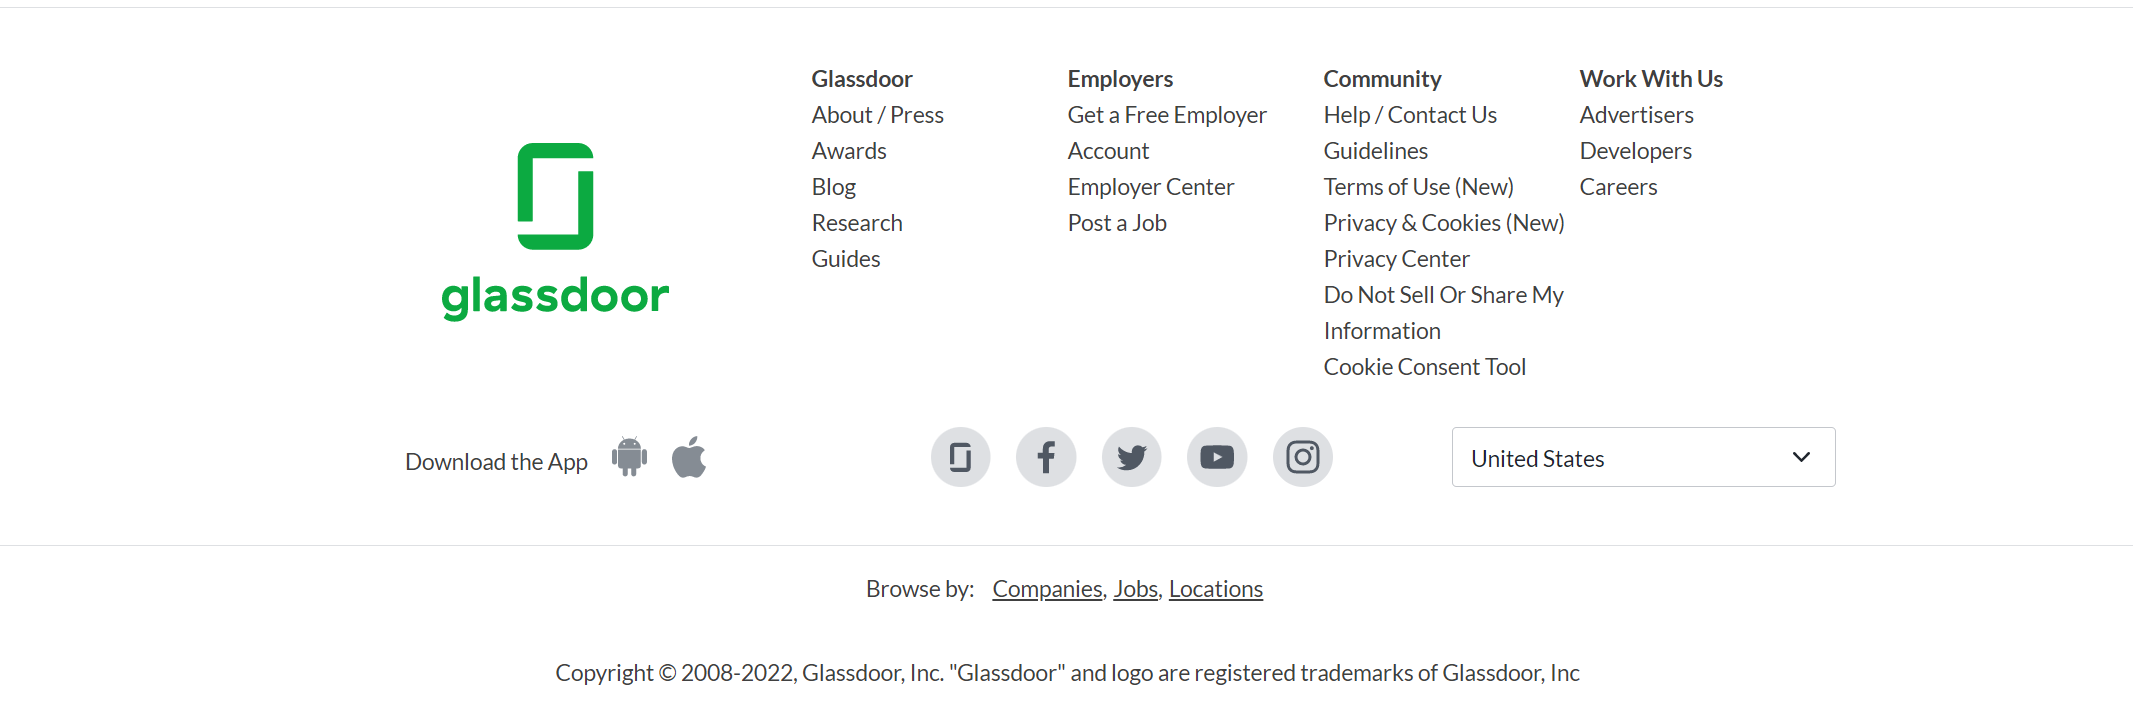 glassdoor
Glassdoor
About / Press
Awards
Blog
Research
Guides
Employers
Get a Free Employer
Account
Employer Center
Post a Job
Community
Help / Contact Us
Guidelines
Terms of Use (New)
Privacy & Cookies (New)
Privacy Center
Do Not Sell Or Share My
Information
Cookie Consent Tool
Work With Us
Advertisers
Developers
Careers
Download the App
United States
Browse by: Companies, Jobs, Locations
Copyright © 2008-2022, Glassdoor, Inc. "Glassdoor" and logo are registered trademarks of Glassdoor, Inc